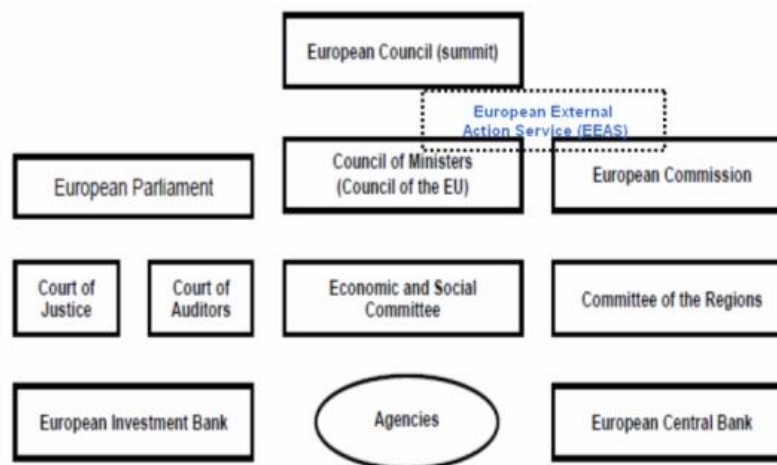 European Council (summit)
European External
Action Service (EEAS)
European Parliament
Council of Ministers
(Council of the EU)
European Commission
Court of
Justice
Court of
Auditors
Economic and Social
Committee
Committee of the Regions
European Investment Bank
Agencies
European Central Bank